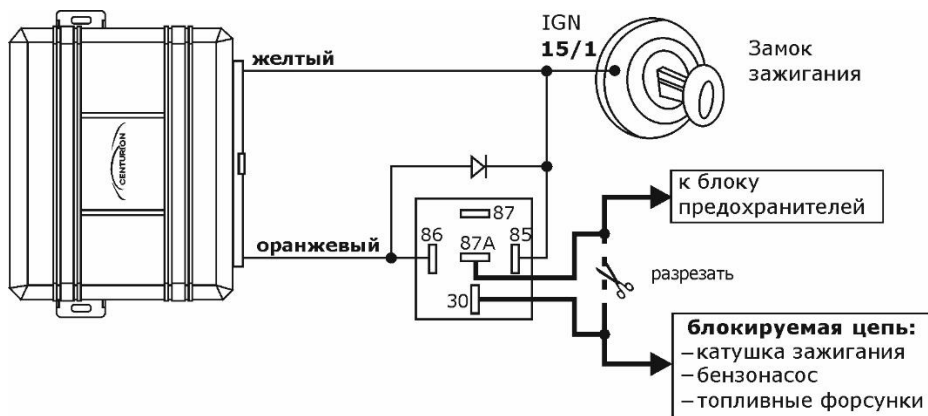 IGN
15/1
Замок
зажигания
желтый
CENTURION
87
86
87А
85
оранжевый
30
к блоку
предохранителей
разрезать
блокируемая цепь:
–катушка зажигания
–бензонасос
–топливные форсунки